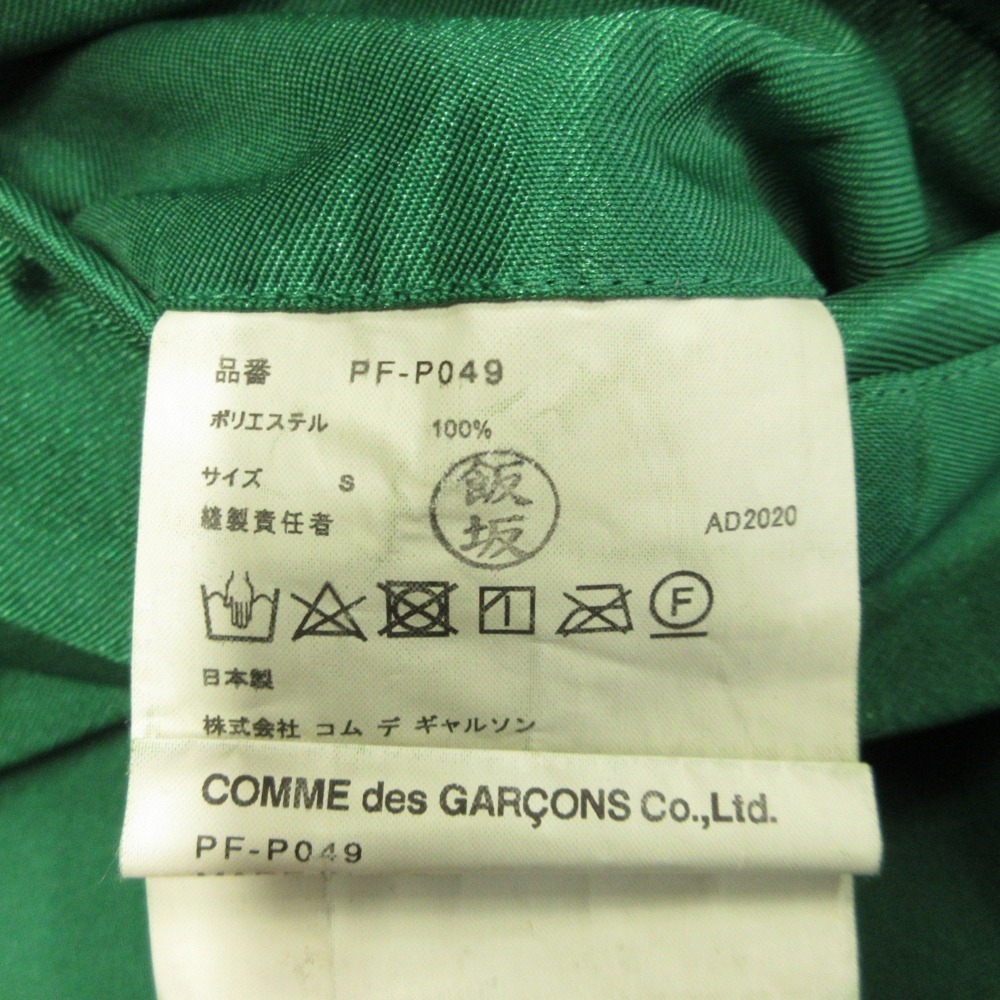 品番 PF-P049
ポリエステル 100%
サイズ S
飯坂
縫製責任者 AD2020
F
日本製
株式会社 コム デ ギャルソン
COMME des GARÇONS Co.,Ltd.
PF-P049